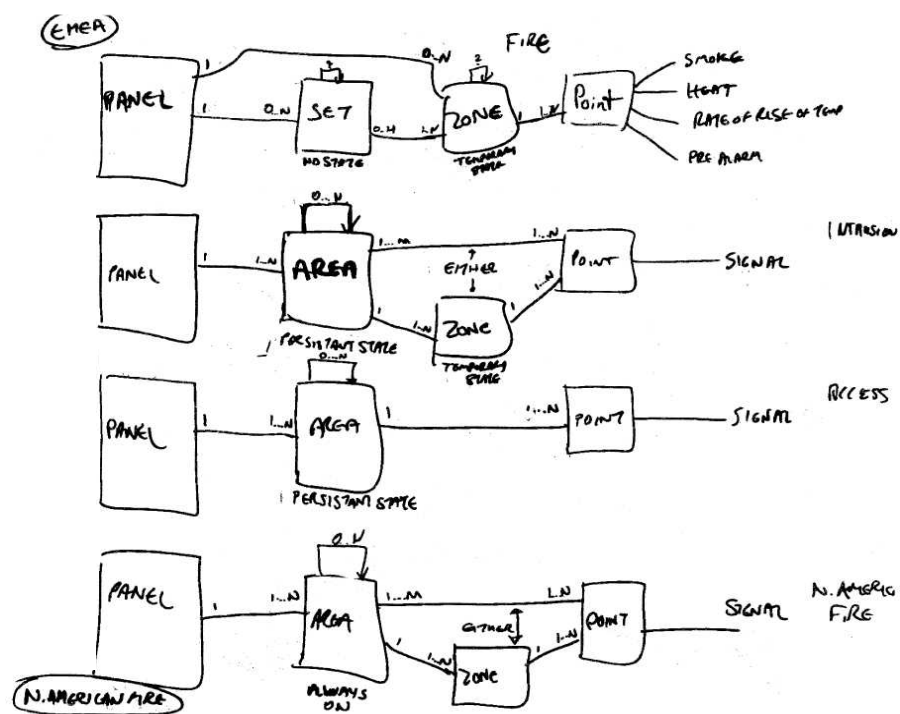 EMEA
FIRE
PANEL
1
0..N
1
0..N
?
SET
NO STATE
0..N
1..N
?
ZONE
TEMPORARY
STATE
1
1..N
Point
SMOKE
HEAT
RATE OF RISE OF TEMP
PRE ALARM
INTRUSION
PANEL
1
1..N
0...N
AREA
PERSISTANT STATE
1...M
1...N
EITHER
1
1..N
ZONE
TEMPORARY
STATE
1
1..N
POINT
SIGNAL
ACCESS
PANEL
1
1...N
0...N
AREA
PERSISTANT STATE
1
1...N
POINT
SIGNAL
N. AMERIC
FIRE
PANEL
1
1...N
0..N
AREA
ALWAYS
ON
1...M
1..N
EITHER
1
1..N
ZONE
1
1..N
POINT
SIGNAL
N. AMERICAN FIRE